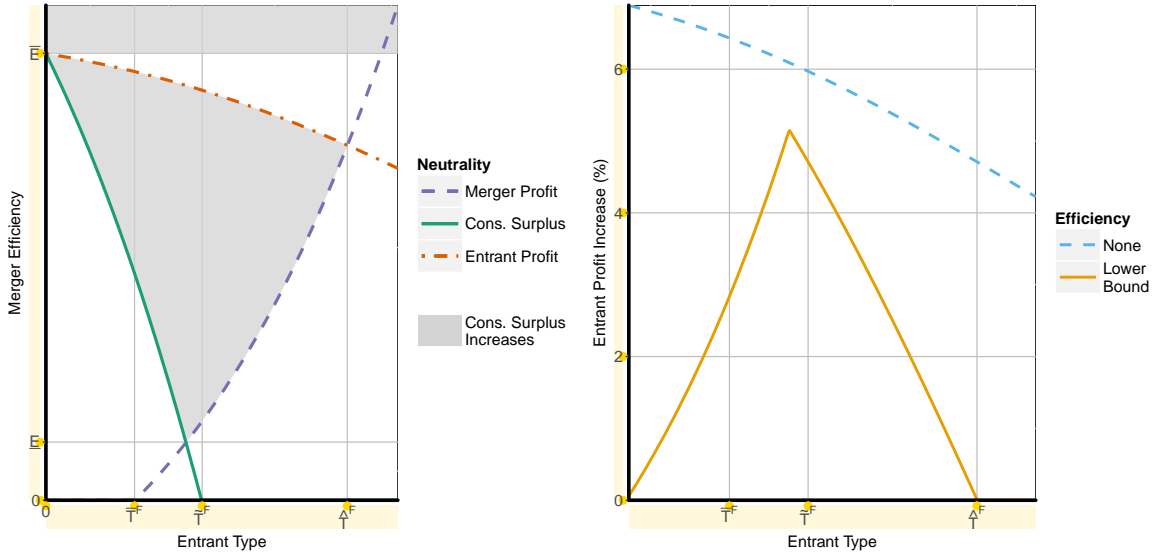 Merger Efficiency
E̅
E̲
0
0
T̅ᶠ
T̃ᶠ
T̂ᶠ
Entrant Type
Neutrality
Merger Profit
Cons. Surplus
Entrant Profit
Cons. Surplus
Increases
Entrant Profit Increase (%)
6
4
2
0
T̅ᶠ
T̃ᶠ
T̂ᶠ
Entrant Type
Efficiency
None
Lower
Bound